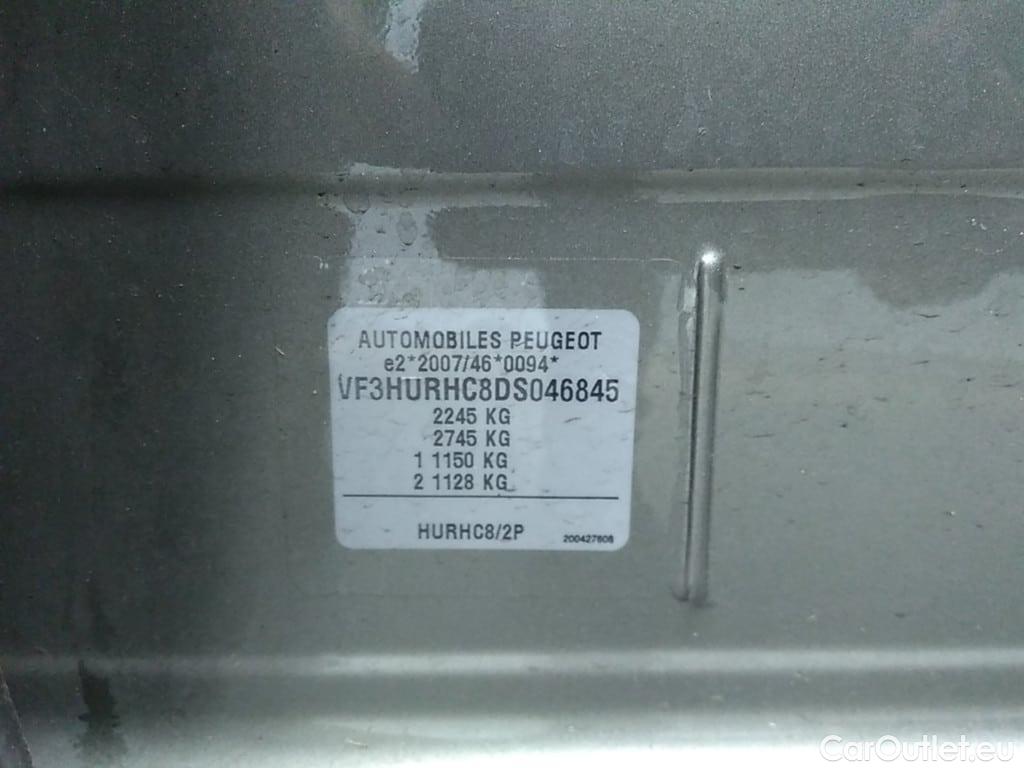 AUTOMOBILES PEUGEOT
e2*2007/46*0094*
VF3HURHC8DS046845
2245 KG
2745 KG
1 1150 KG
2 1128 KG
HURHC8/2P
200427608
CarOutlet.eu